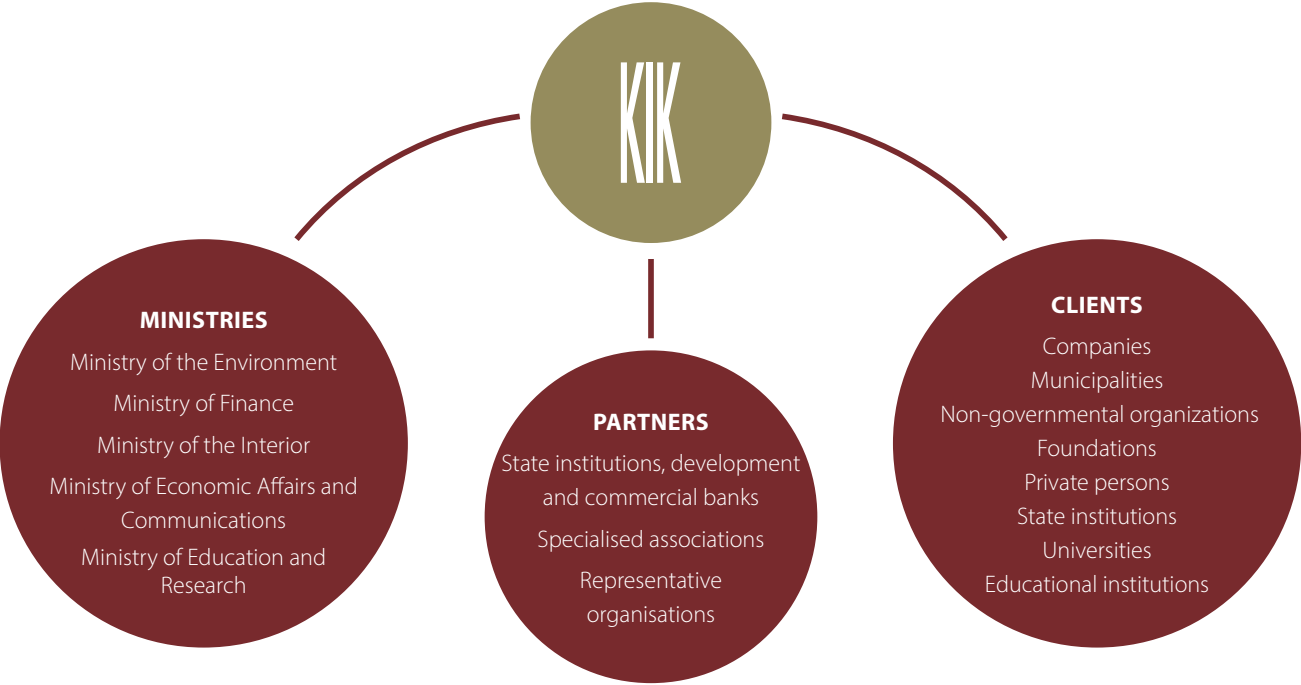 KIK
MINISTRIES
Ministry of the Environment
Ministry of Finance
Ministry of the Interior
Ministry of Economic Affairs and
Communications
Ministry of Education and
Research
PARTNERS
State institutions, development
and commercial banks
Specialised associations
Representative
organisations
CLIENTS
Companies
Municipalities
Non-governmental organizations
Foundations
Private persons
State institutions
Universities
Educational institutions